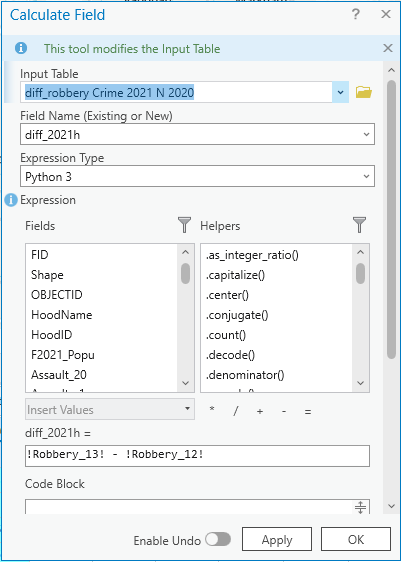 Calculate Field
?
This tool modifies the Input Table
Input Table
diff_robbery Crime 2021 N 2020
Field Name (Existing or New)
diff_2021h
Expression Type
Python 3
Expression
Fields
Helpers
FID
Shape
OBJECTID
HoodName
HoodID
F2021_Popu
Assault_20
.as_integer_ratio()
.capitalize()
.center()
.conjugate()
.count()
.decode()
.denominator()
Insert Values
* / + - =
diff_2021h =
!Robbery_13! - !Robbery_12!
Code Block
Enable Undo
Apply
OK